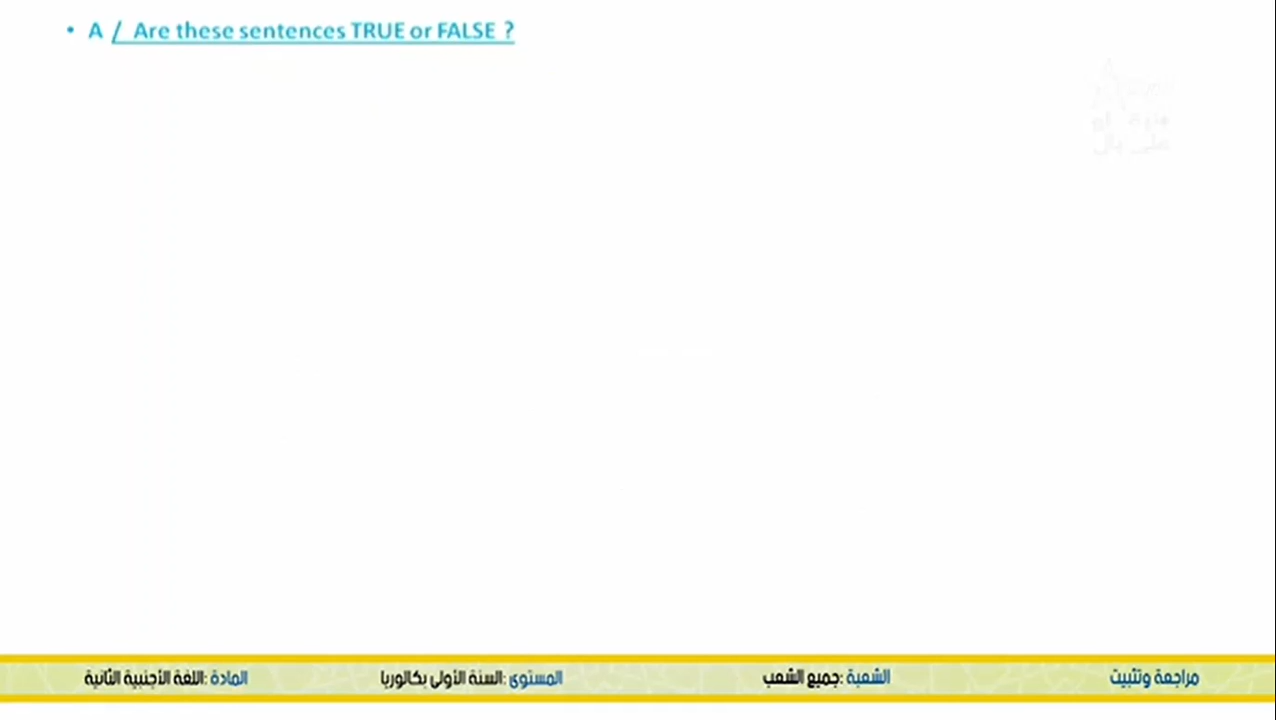 • A / Are these sentences TRUE or FALSE ?
مراجعة وتثبيت
الشعبة :جميع الشعب
المستوى :السنة الأولى بكالوريا
المادة :اللغة الأجنبية الثانية